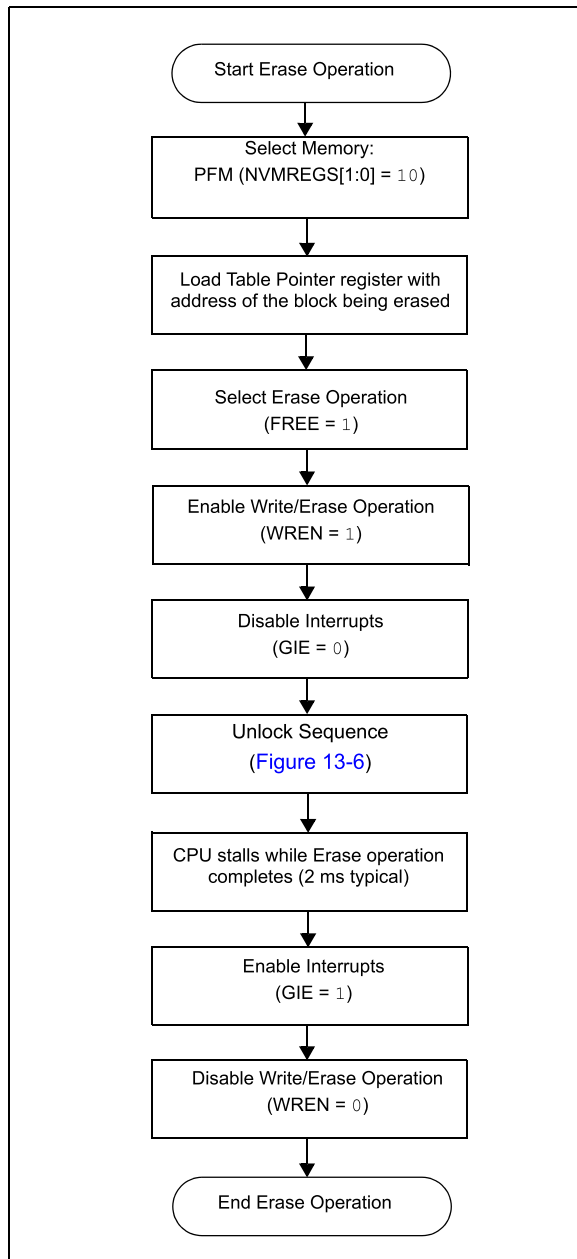 Start Erase Operation
Select Memory:
PFM (NVMREGS[1:0] = 10)
Load Table Pointer register with
address of the block being erased
Select Erase Operation
(FREE = 1)
Enable Write/Erase Operation
(WREN = 1)
Disable Interrupts
(GIE = 0)
Unlock Sequence
(Figure 13-6)
CPU stalls while Erase operation
completes (2 ms typical)
Enable Interrupts
(GIE = 1)
Disable Write/Erase Operation
(WREN = 0)
End Erase Operation